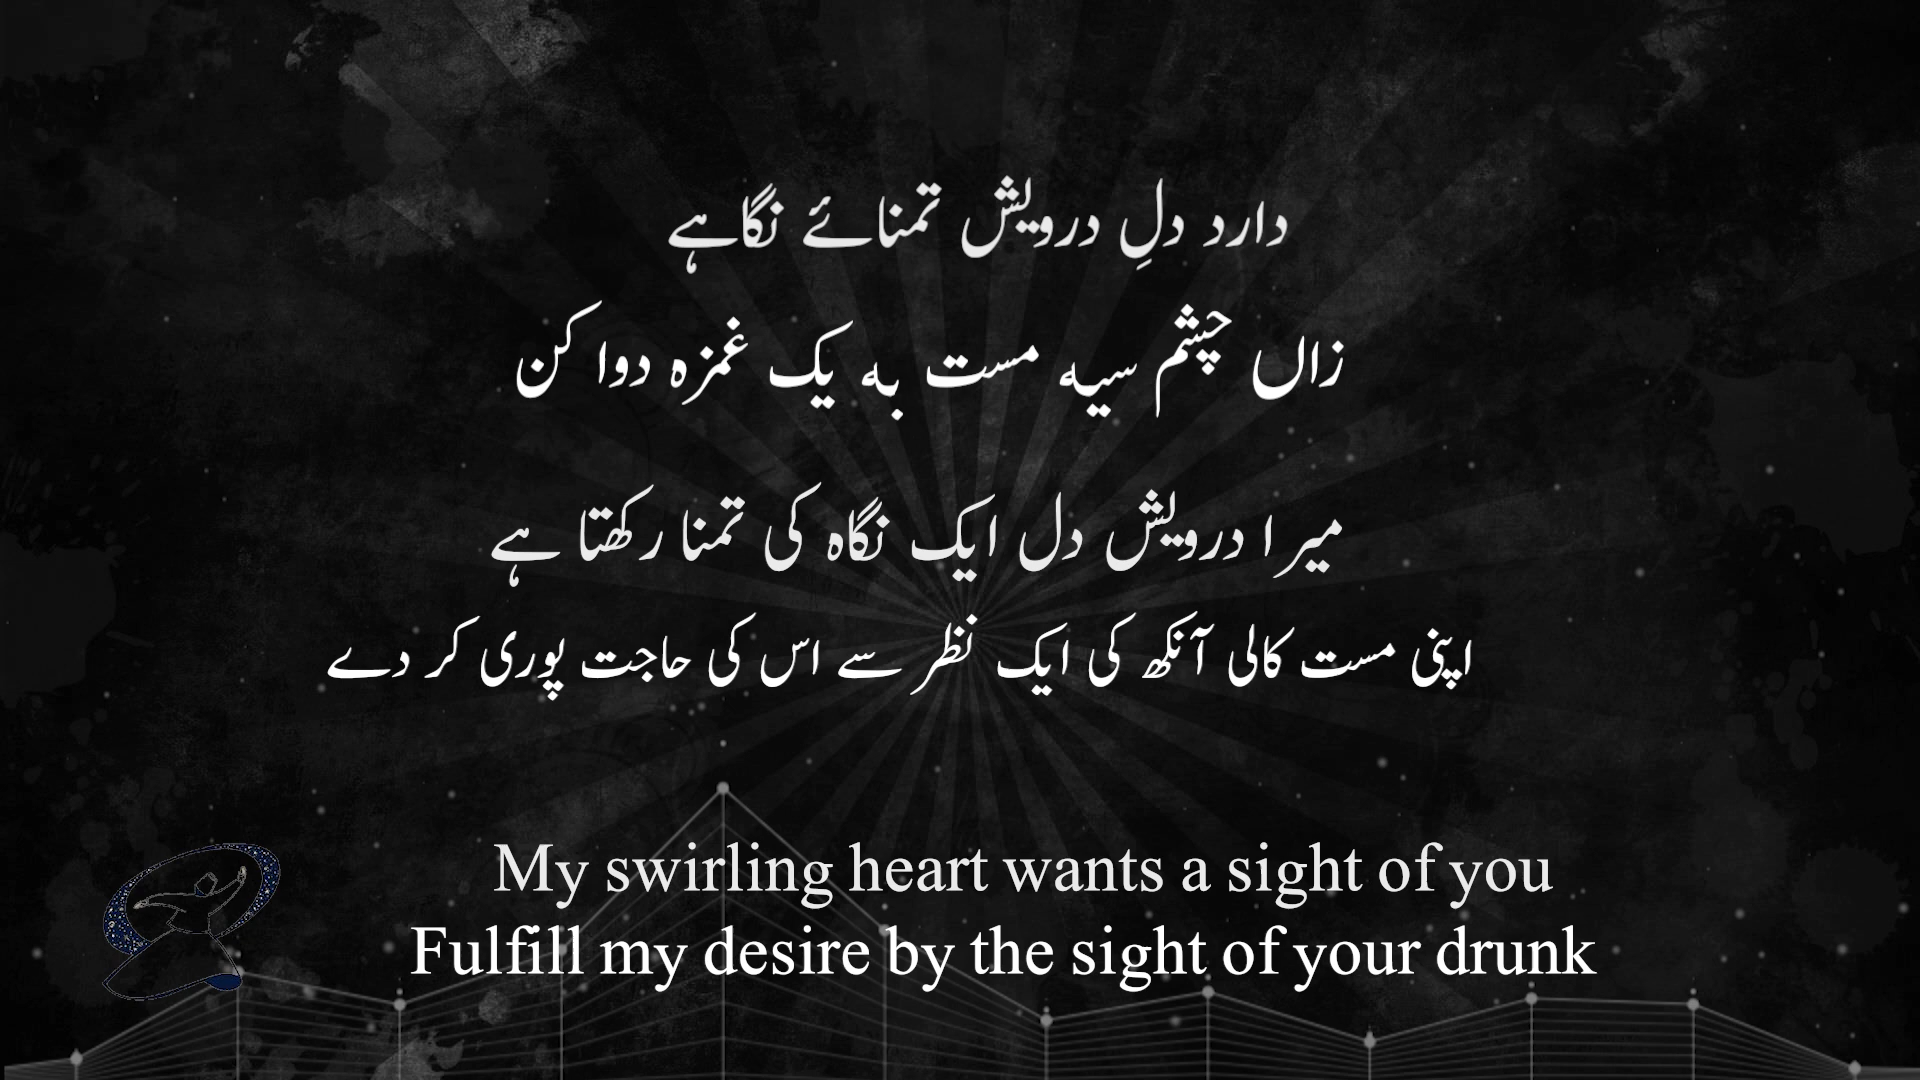 دارد دلِ درویش تمنائے نگاہے
زاں چشم سیہ مست بہ یک غمزہ دوا کن
میرا درویش دل ایک نگاہ کی تمنا رکھتا ہے
اپنی مست کالی آنکھ کی ایک نظر سے اس کی حاجت پوری کر دے
My swirling heart wants a sight of you
Fulfill my desire by the sight of your drunk